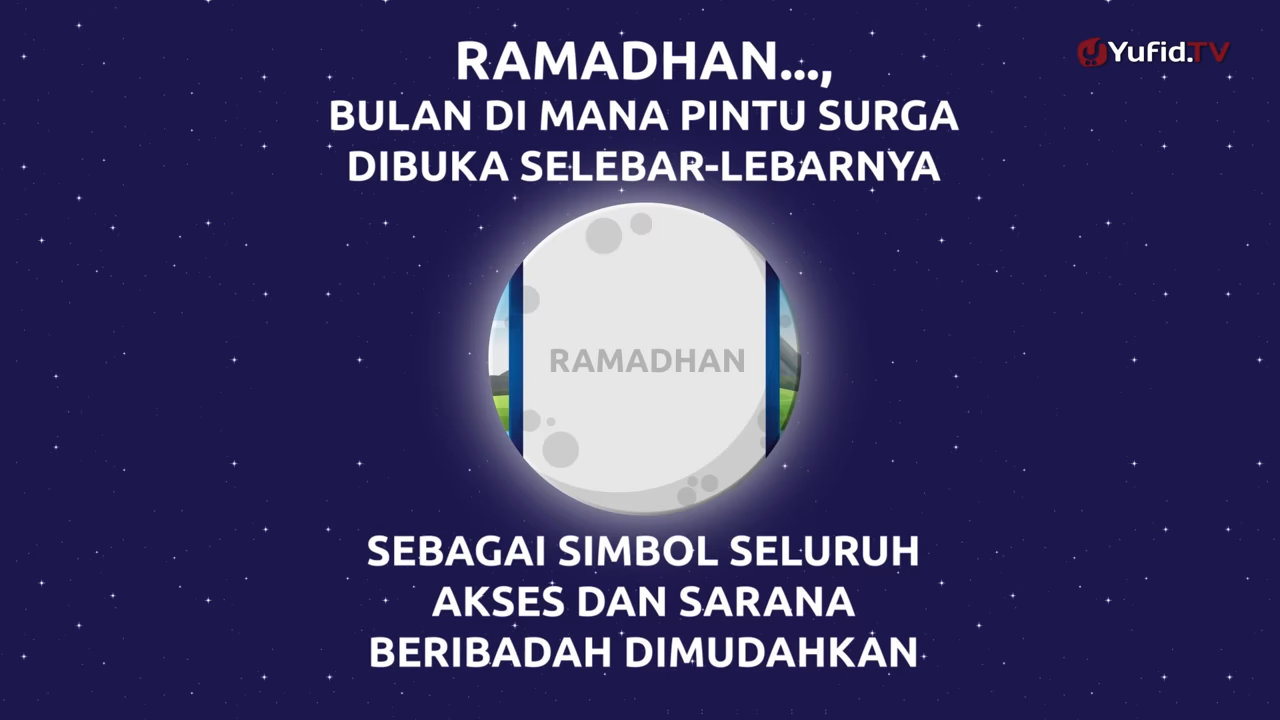 RAMADHAN...,
Yufid.TV
BULAN DI MANA PINTU SURGA
DIBUKA SELEBAR-LEBARNYA
RAMADHAN
SEBAGAI SIMBOL SELURUH
AKSES DAN SARANA
BERIBADAH DIMUDAHKAN